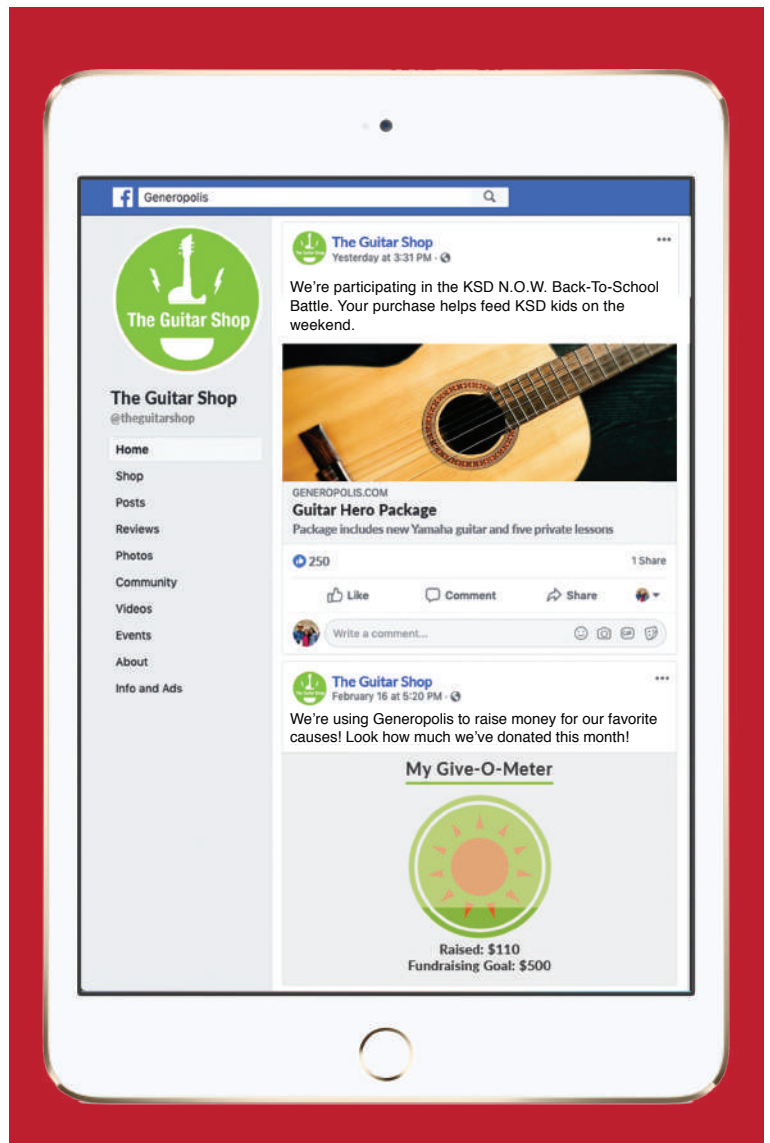 Generopolis
The Guitar Shop
The Guitar Shop
@theguitarshop
Home
Shop
Posts
Reviews
Photos
Community
Videos
Events
About
Info and Ads
The Guitar Shop
Yesterday at 3:31 PM ·
We're participating in the KSD N.O.W. Back-To-School
Battle. Your purchase helps feed KSD kids on the
weekend.
GENEROPOLIS.COM
Guitar Hero Package
Package includes new Yamaha guitar and five private lessons
250
1 Share
Like
Comment
Share
Write a comment...
GIF
The Guitar Shop
February 16 at 5:20 PM ·
We're using Generopolis to raise money for our favorite
causes! Look how much we've donated this month!
My Give-O-Meter
Raised: $110
Fundraising Goal: $500